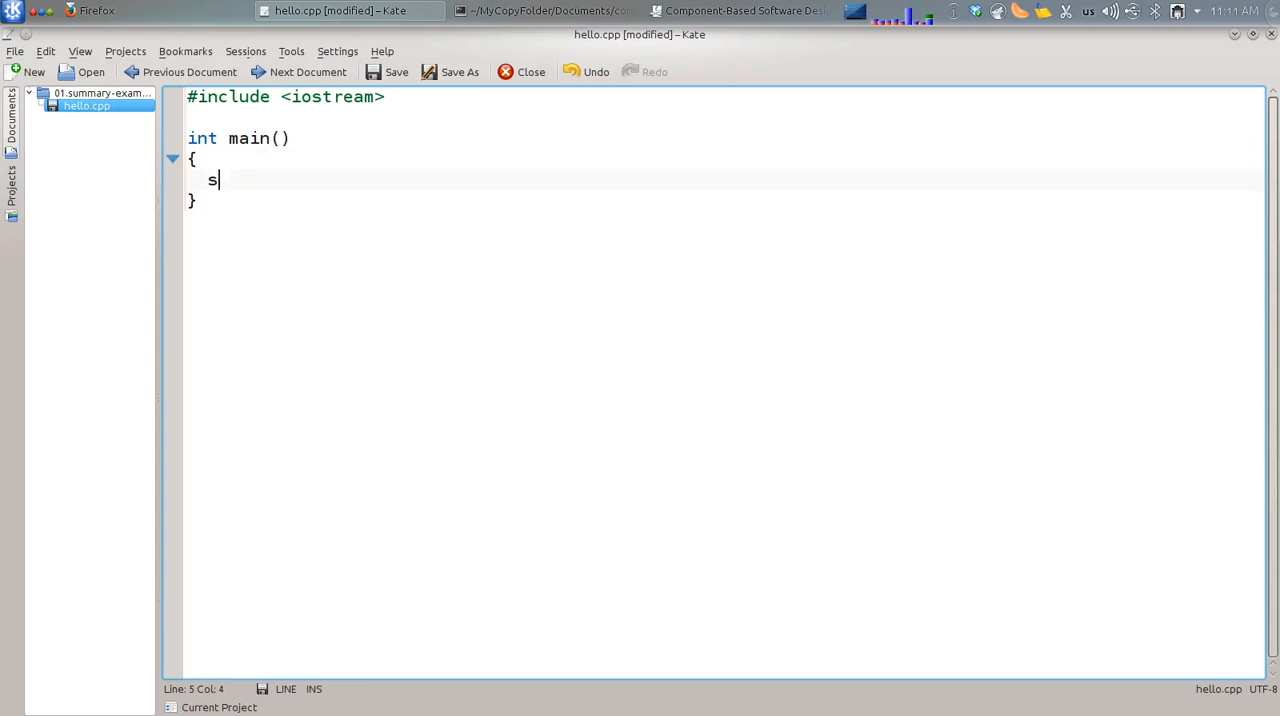 Firefox
hello.cpp [modified] – Kate
~/MyCopyFolder/Documents/co
Component-Based Software Desi
us
11:11 AM
hello.cpp [modified] – Kate
File Edit View Projects Bookmarks Sessions Tools Settings Help
New Open Previous Document Next Document Save Save As Close Undo Redo
Documents
Projects
01.summary-exam...
hello.cpp
#include <iostream>
int main()
{
s
}
Line: 5 Col: 4 LINE INS hello.cpp UTF-8
Current Project